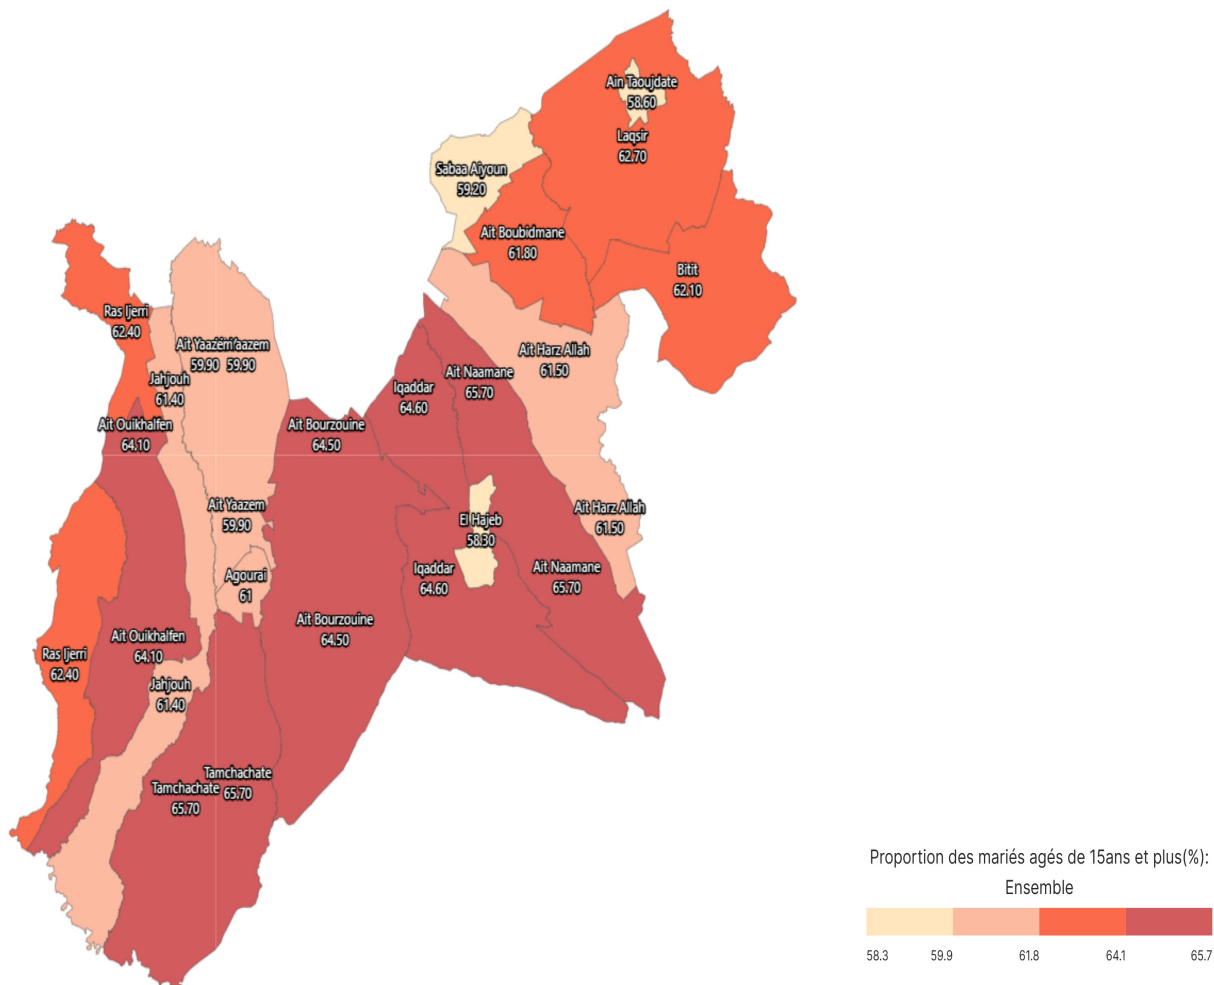 Ain Taoujdate
58.60
Laqsir
62.70
Sabaa Aiyoun
59.20
Ait Boubidmane
61.80
Bitit
62.10
Ras Ijerri
62.40
Ait Yaazem
59.90
59.90
Ait Harz Allah
61.50
Jahjouh
61.40
Ait Naamane
65.70
Iqaddar
64.60
Ait Ouikhalfen
64.10
Ait Bourzouine
64.50
Ait Yaazem
59.90
Ait Harz Allah
61.50
El Hajeb
58.30
Agourai
61
Iqaddar
64.60
Ait Naamane
65.70
Ait Bourzouine
64.50
Ait Ouikhalfen
64.10
Ras Ijerri
62.40
Jahjouh
61.40
Tamchachate
65.70
Tamchachate
65.70
Proportion des mariés agés de 15ans et plus(%):
Ensemble
58.3 59.9 61.8 64.1 65.7